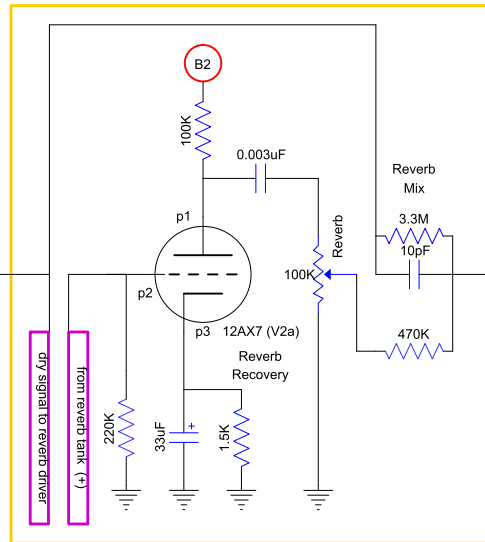 B2
100K
0.003uF
Reverb
Mix
3.3M
10pF
p1
Reverb
100K
p2
p3
12AX7 (V2a)
Reverb
Recovery
470K
dry signal to reverb driver
from reverb tank (+)
220K
33uF
+
1.5K